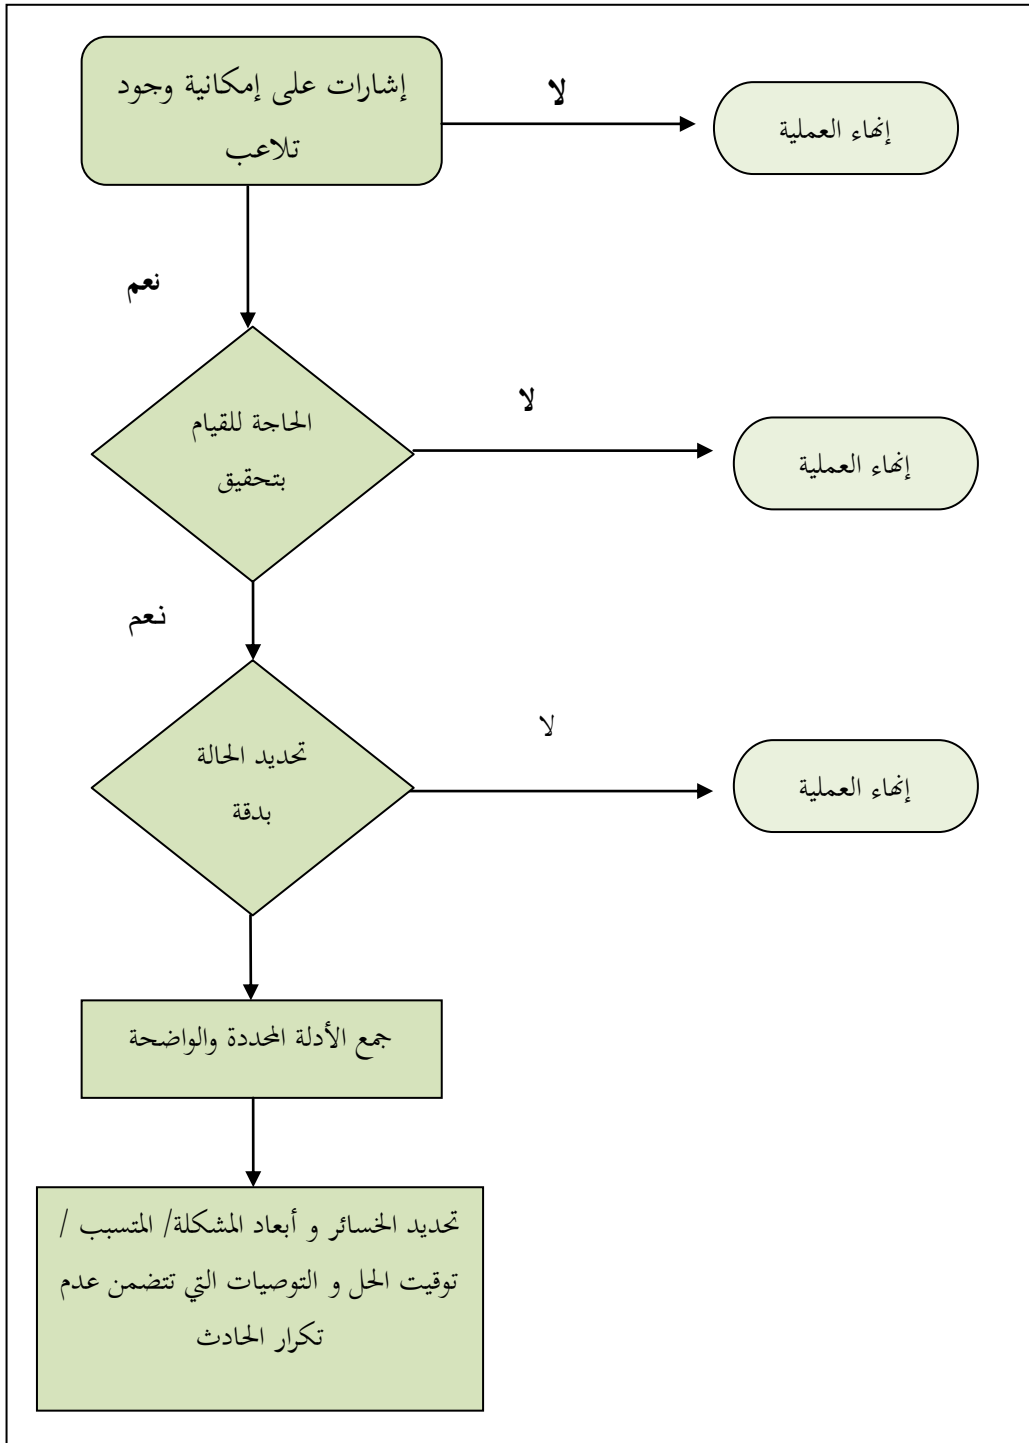 إشارات على إمكانية وجود
تلاعب
لا
إنهاء العملية
نعم
الحاجة للقيام
بتحقيق
لا
إنهاء العملية
نعم
تحديد الحالة
بدقة
لا
إنهاء العملية
جمع الأدلة المحددة والواضحة
تحديد الخسائر و أبعاد المشكلة/ المتسبب /
توقيت الحل و التوصيات التي تتضمن عدم
تكرار الحادث